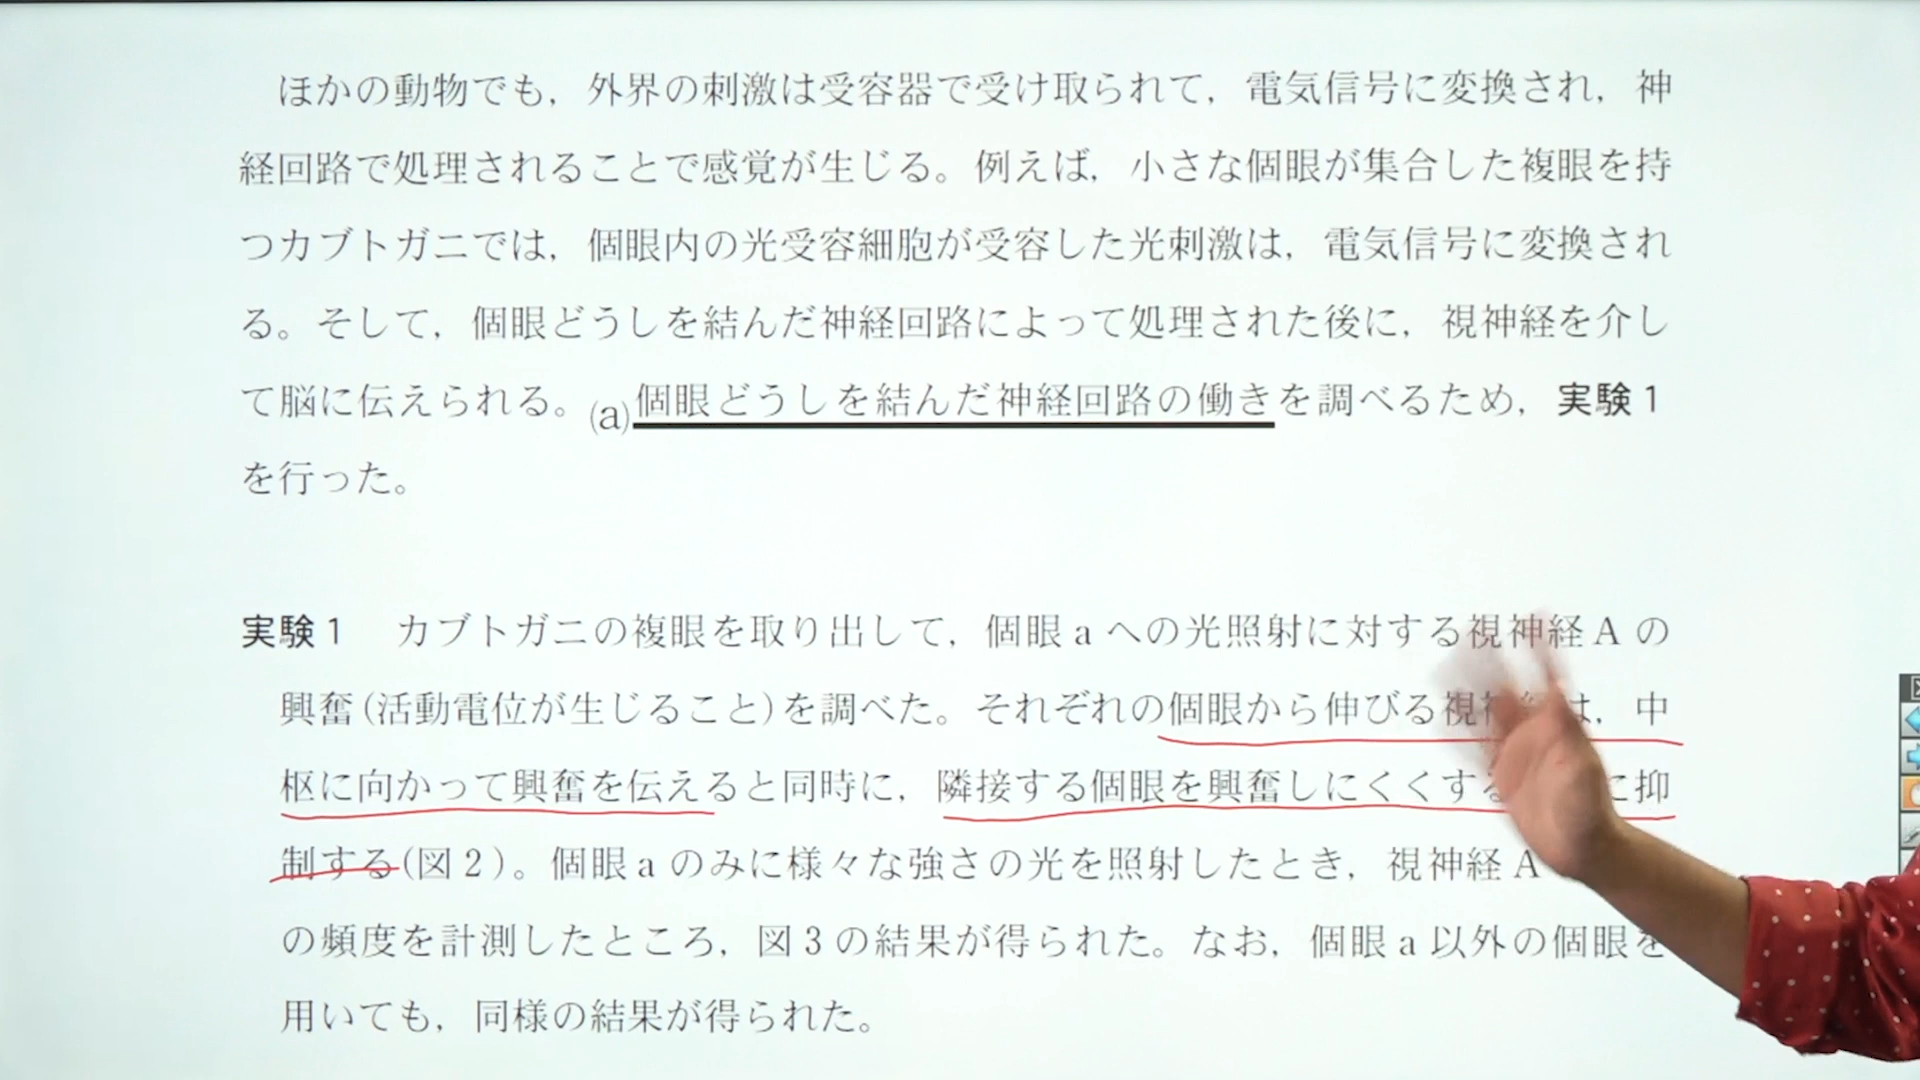 ほかの動物でも，外界の刺激は受容器で受け取られて，電気信号に変換され，神
経回路で処理されることで感覚が生じる。例えば，小さな個眼が集合した複眼を持
つカブトガニでは，個眼内の光受容細胞が受容した光刺激は，電気信号に変換され
る。そして，個眼どうしを結んだ神経回路によって処理された後に，視神経を介し
て脳に伝えられる。(a)個眼どうしを結んだ神経回路の働きを調べるため，実験1
を行った。
実験1　カブトガニの複眼を取り出して，個眼aへの光照射に対する視神経Aの
興奮(活動電位が生じること)を調べた。それぞれの個眼から伸びる視神経は，中
枢に向かって興奮を伝えると同時に，隣接する個眼を興奮しにくくする に抑
制する(図2)。個眼aのみに様々な強さの光を照射したとき，視神経A
の頻度を計測したところ，図3の結果が得られた。なお，個眼a以外の個眼を
用いても，同様の結果が得られた。